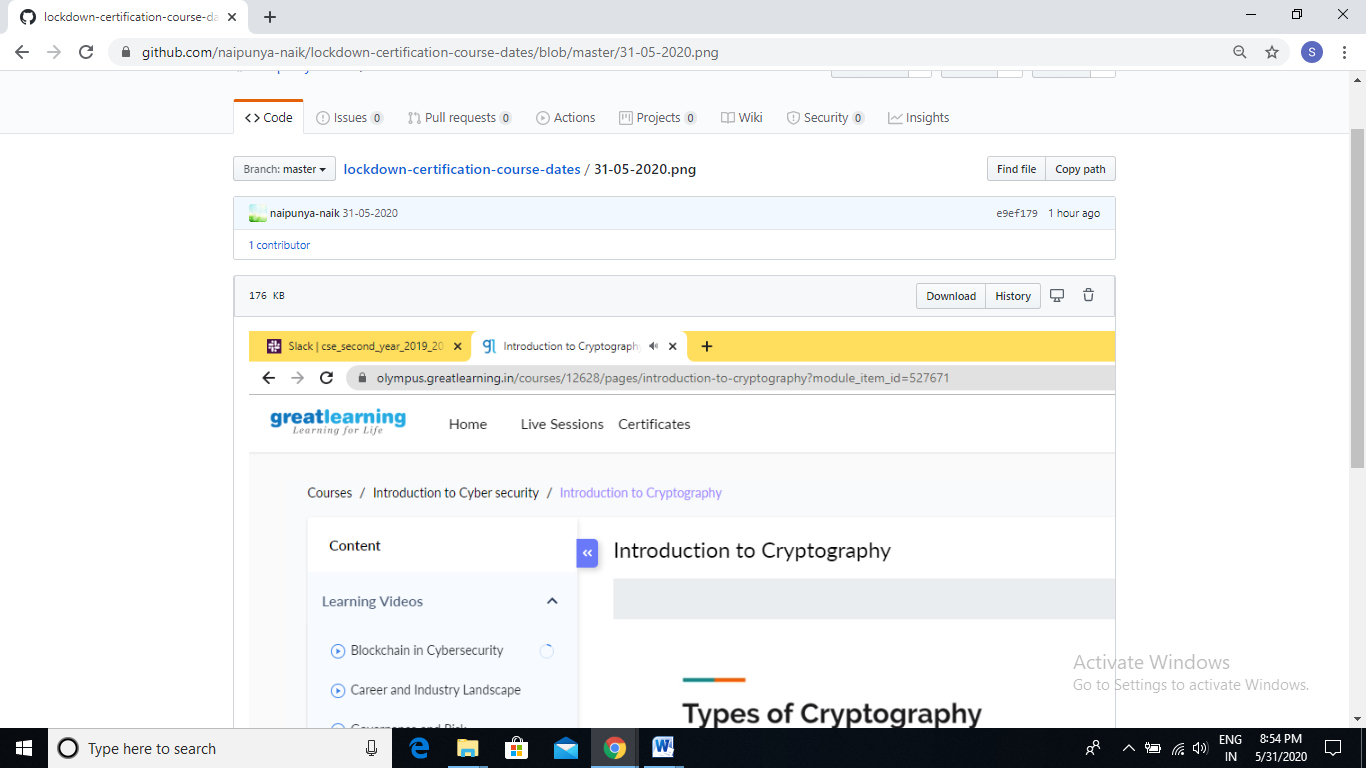 lockdown-certification-course-da
github.com/naipunya-naik/lockdown-certification-course-dates/blob/master/31-05-2020.png
S
Code Issues 0 Pull requests 0 Actions Projects 0 Wiki Security 0 Insights
Branch: master lockdown-certification-course-dates / 31-05-2020.png Find file Copy path
naipunya-naik 31-05-2020 e9ef179 1 hour ago
1 contributor
176 KB Download History
Slack | cse_second_year_2019_20 gl Introduction to Cryptograph
olympus.greatlearning.in/courses/12628/pages/introduction-to-cryptography?module_item_id=527671
greatlearning
Learning for Life
Home Live Sessions Certificates
Courses / Introduction to Cyber security / Introduction to Cryptography
Content
Introduction to Cryptography
Learning Videos
Blockchain in Cybersecurity
Career and Industry Landscape
Governance and Risk
Types of Cryptography
Activate Windows
Go to Settings to activate Windows.
Type here to search
ENG
IN
8:54 PM
5/31/2020